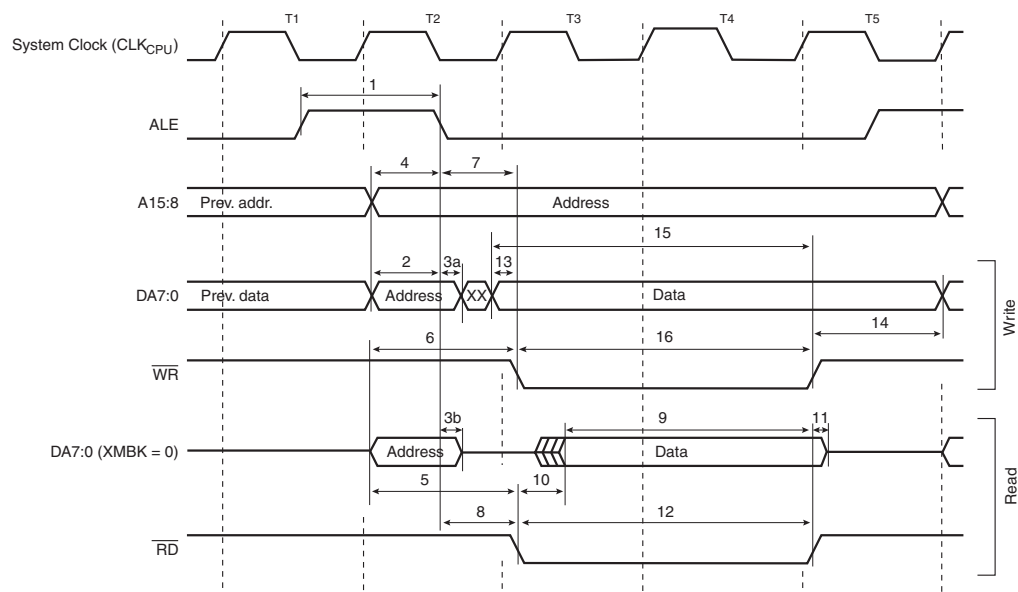 T1 T2 T3 T4 T5
System Clock (CLKCPU)
1
ALE
4 7
A15:8 Prev. addr. Address
15
2 3a 13
DA7:0 Prev. data Address XX Data
14
6 16
WR
Write
3b 9 11
DA7:0 (XMBK = 0) Address Data
5 10
8 12
RD
Read